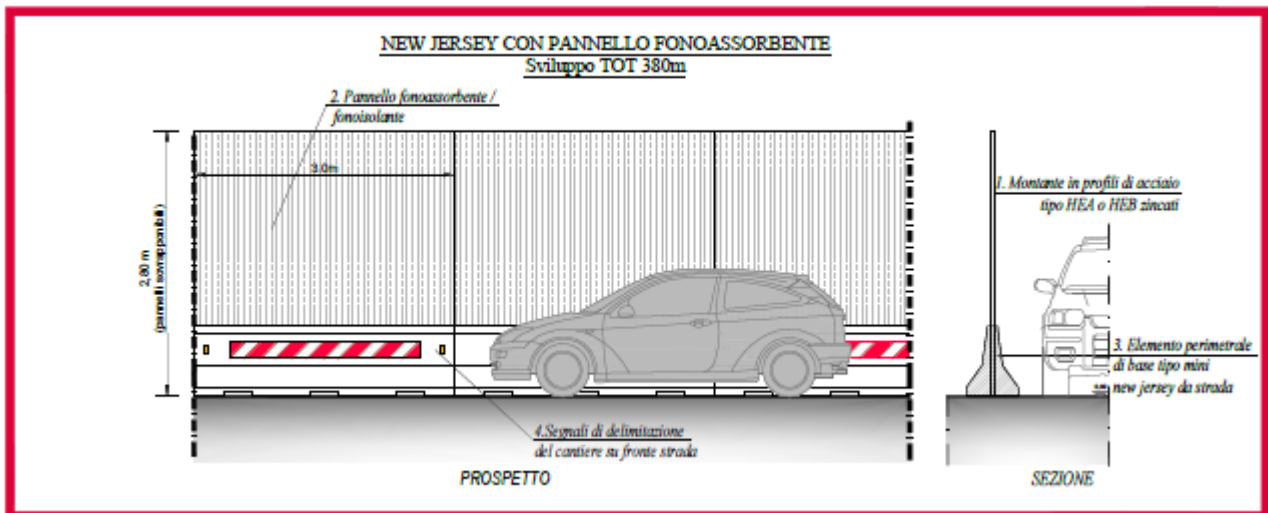 NEW JERSEY CON PANNELLO FONOASSORBENTE
Sviluppo TOT 380m
2. Pannello fonoassorbente /
fonoisolante
3.0m
2,80 m
(pannelli sovrapponibili)
1. Montante in profili di acciaio
tipo HEA o HEB zincati
3. Elemento perimetrale
di base tipo mini
new jersey da strada
4.Segnali di delimitazione
del cantiere su fronte strada
PROSPETTO
SEZIONE